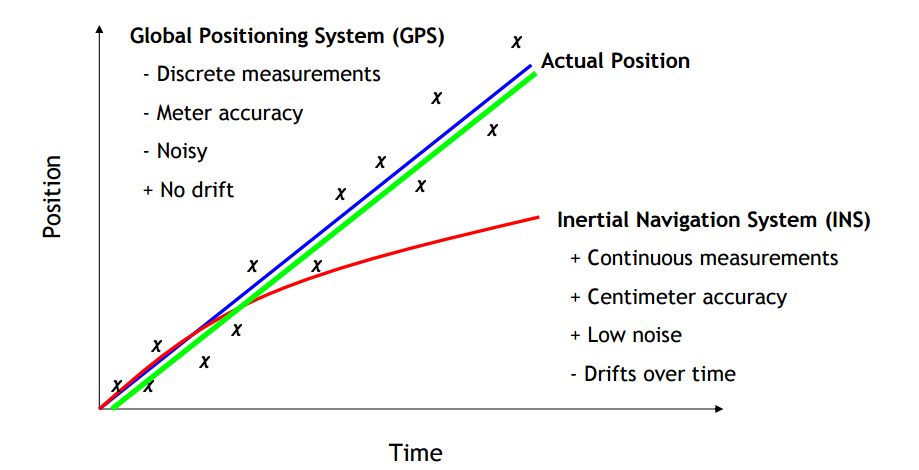 Global Positioning System (GPS)
- Discrete measurements
- Meter accuracy
- Noisy
+ No drift
x
Actual Position
x
x
x
x
x
Inertial Navigation System (INS)
+ Continuous measurements
+ Centimeter accuracy
+ Low noise
- Drifts over time
x
x
x
x
x
x
x
Position
Time